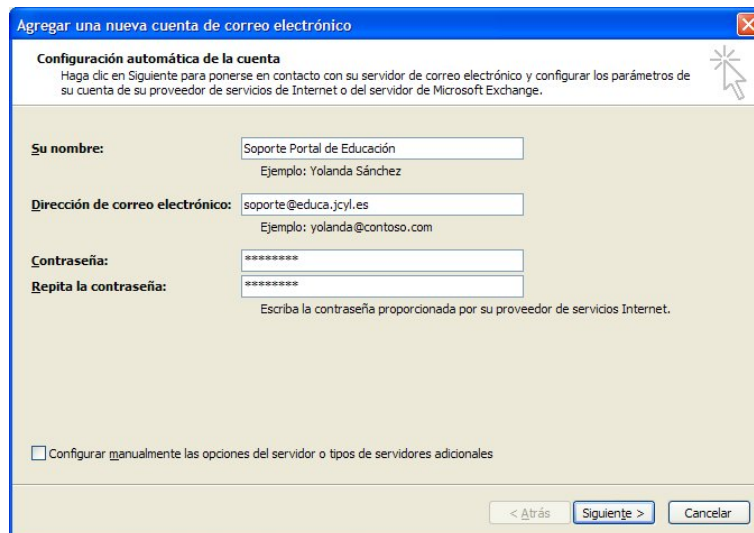 Agregar una nueva cuenta de correo electrónico
Configuración automática de la cuenta
Haga clic en Siguiente para ponerse en contacto con su servidor de correo electrónico y configurar los parámetros de
su cuenta de su proveedor de servicios de Internet o del servidor de Microsoft Exchange.
Su nombre: Soporte Portal de Educación
Ejemplo: Yolanda Sánchez
Dirección de correo electrónico: soporte@educa.jcyl.es
Ejemplo: yolanda@contoso.com
Contraseña: ********
Repita la contraseña: ********
Escriba la contraseña proporcionada por su proveedor de servicios Internet.
Configurar manualmente las opciones del servidor o tipos de servidores adicionales
< Atrás Siguiente > Cancelar